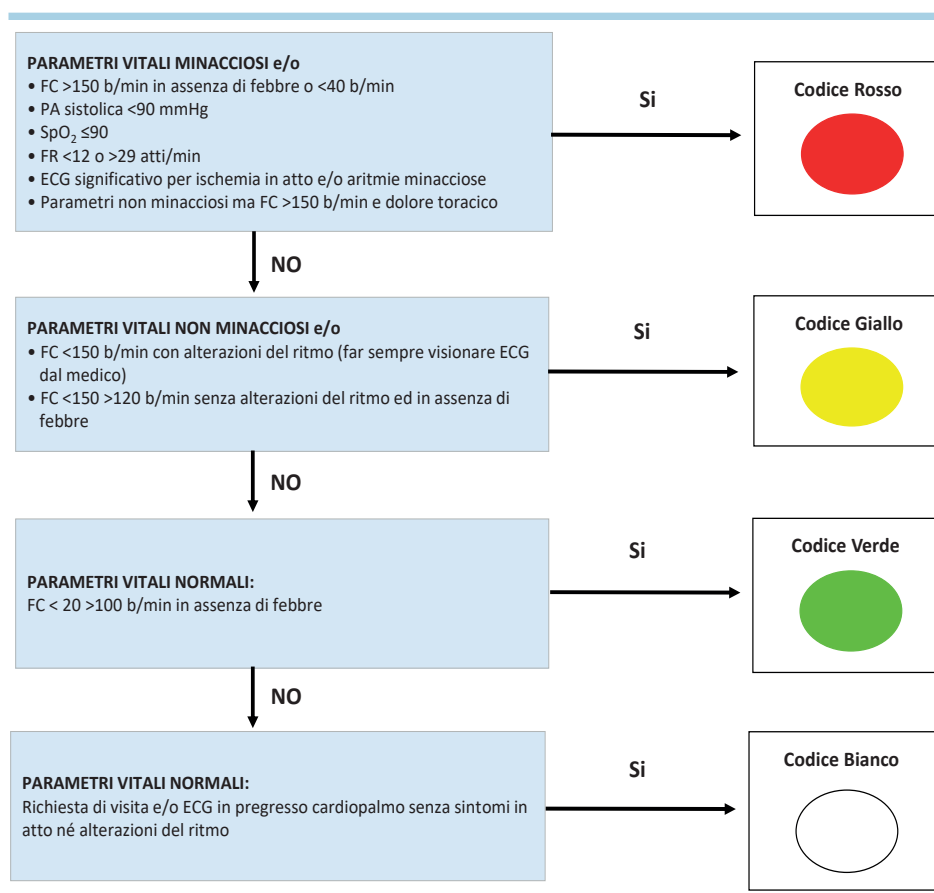 PARAMETRI VITALI MINACCIOSI e/o
• FC >150 b/min in assenza di febbre o <40 b/min
• PA sistolica <90 mmHg
• SpO₂ ≤90
• FR <12 o >29 atti/min
• ECG significativo per ischemia in atto e/o aritmie minacciose
• Parametri non minacciosi ma FC >150 b/min e dolore toracico
Si
Codice Rosso
NO
PARAMETRI VITALI NON MINACCIOSI e/o
• FC <150 b/min con alterazioni del ritmo (far sempre visionare ECG
dal medico)
• FC <150 >120 b/min senza alterazioni del ritmo ed in assenza di
febbre
Si
Codice Giallo
NO
PARAMETRI VITALI NORMALI:
FC < 20 >100 b/min in assenza di febbre
Si
Codice Verde
NO
PARAMETRI VITALI NORMALI:
Richiesta di visita e/o ECG in pregresso cardiopalmo senza sintomi in
atto né alterazioni del ritmo
Si
Codice Bianco